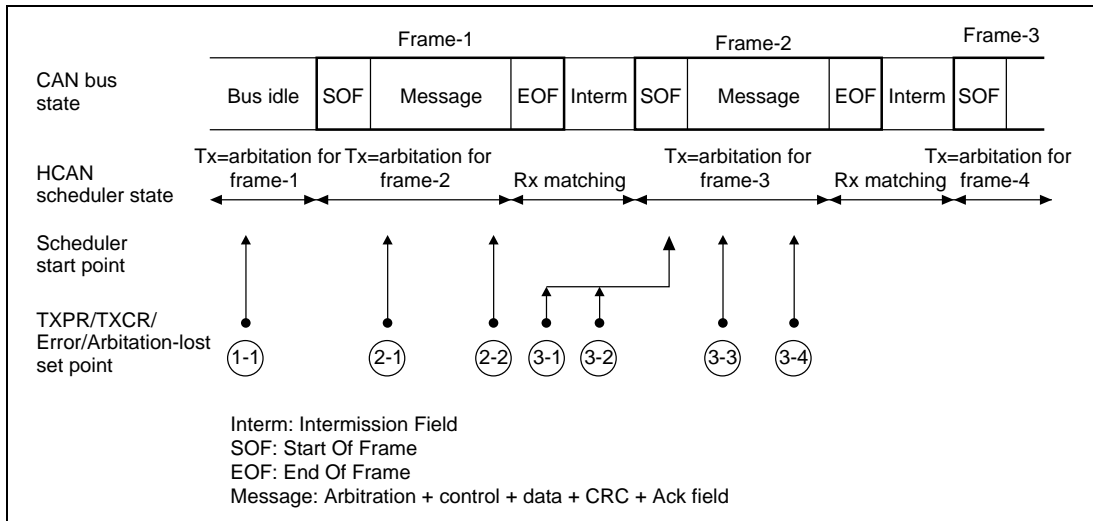 Frame-1
Frame-2
Frame-3
CAN bus
state
Bus idle
SOF
Message
EOF
Interm
SOF
Message
EOF
Interm
SOF
HCAN
scheduler state
Tx=arbitation for
frame-1
Tx=arbitation for
frame-2
Rx matching
Tx=arbitation for
frame-3
Rx matching
Tx=arbitation for
frame-4
Scheduler
start point
TXPR/TXCR/
Error/Arbitation-lost
set point
1-1
2-1
2-2
3-1
3-2
3-3
3-4
Interm: Intermission Field
SOF: Start Of Frame
EOF: End Of Frame
Message: Arbitration + control + data + CRC + Ack field